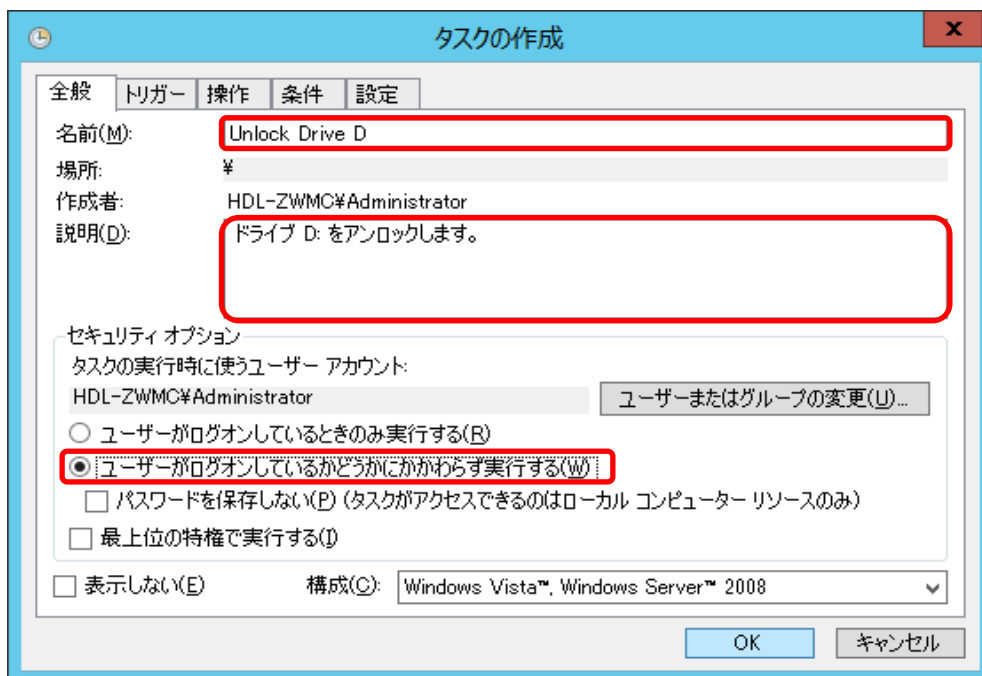 タスクの作成
x
全般 トリガー 操作 条件 設定
名前(M): Unlock Drive D
場所: ¥
作成者: HDL-ZWMC¥Administrator
説明(D): ドライブ D: をアンロックします。
セキュリティ オプション
タスクの実行時に使うユーザー アカウント:
HDL-ZWMC¥Administrator ユーザーまたはグループの変更(U)...
ユーザーがログオンしているときのみ実行する(R)
ユーザーがログオンしているかどうかにかかわらず実行する(W)
パスワードを保存しない(P) (タスクがアクセスできるのはローカル コンピューター リソースのみ)
最上位の特権で実行する(I)
表示しない(E) 構成(C): Windows Vista™, Windows Server™ 2008
OK キャンセル